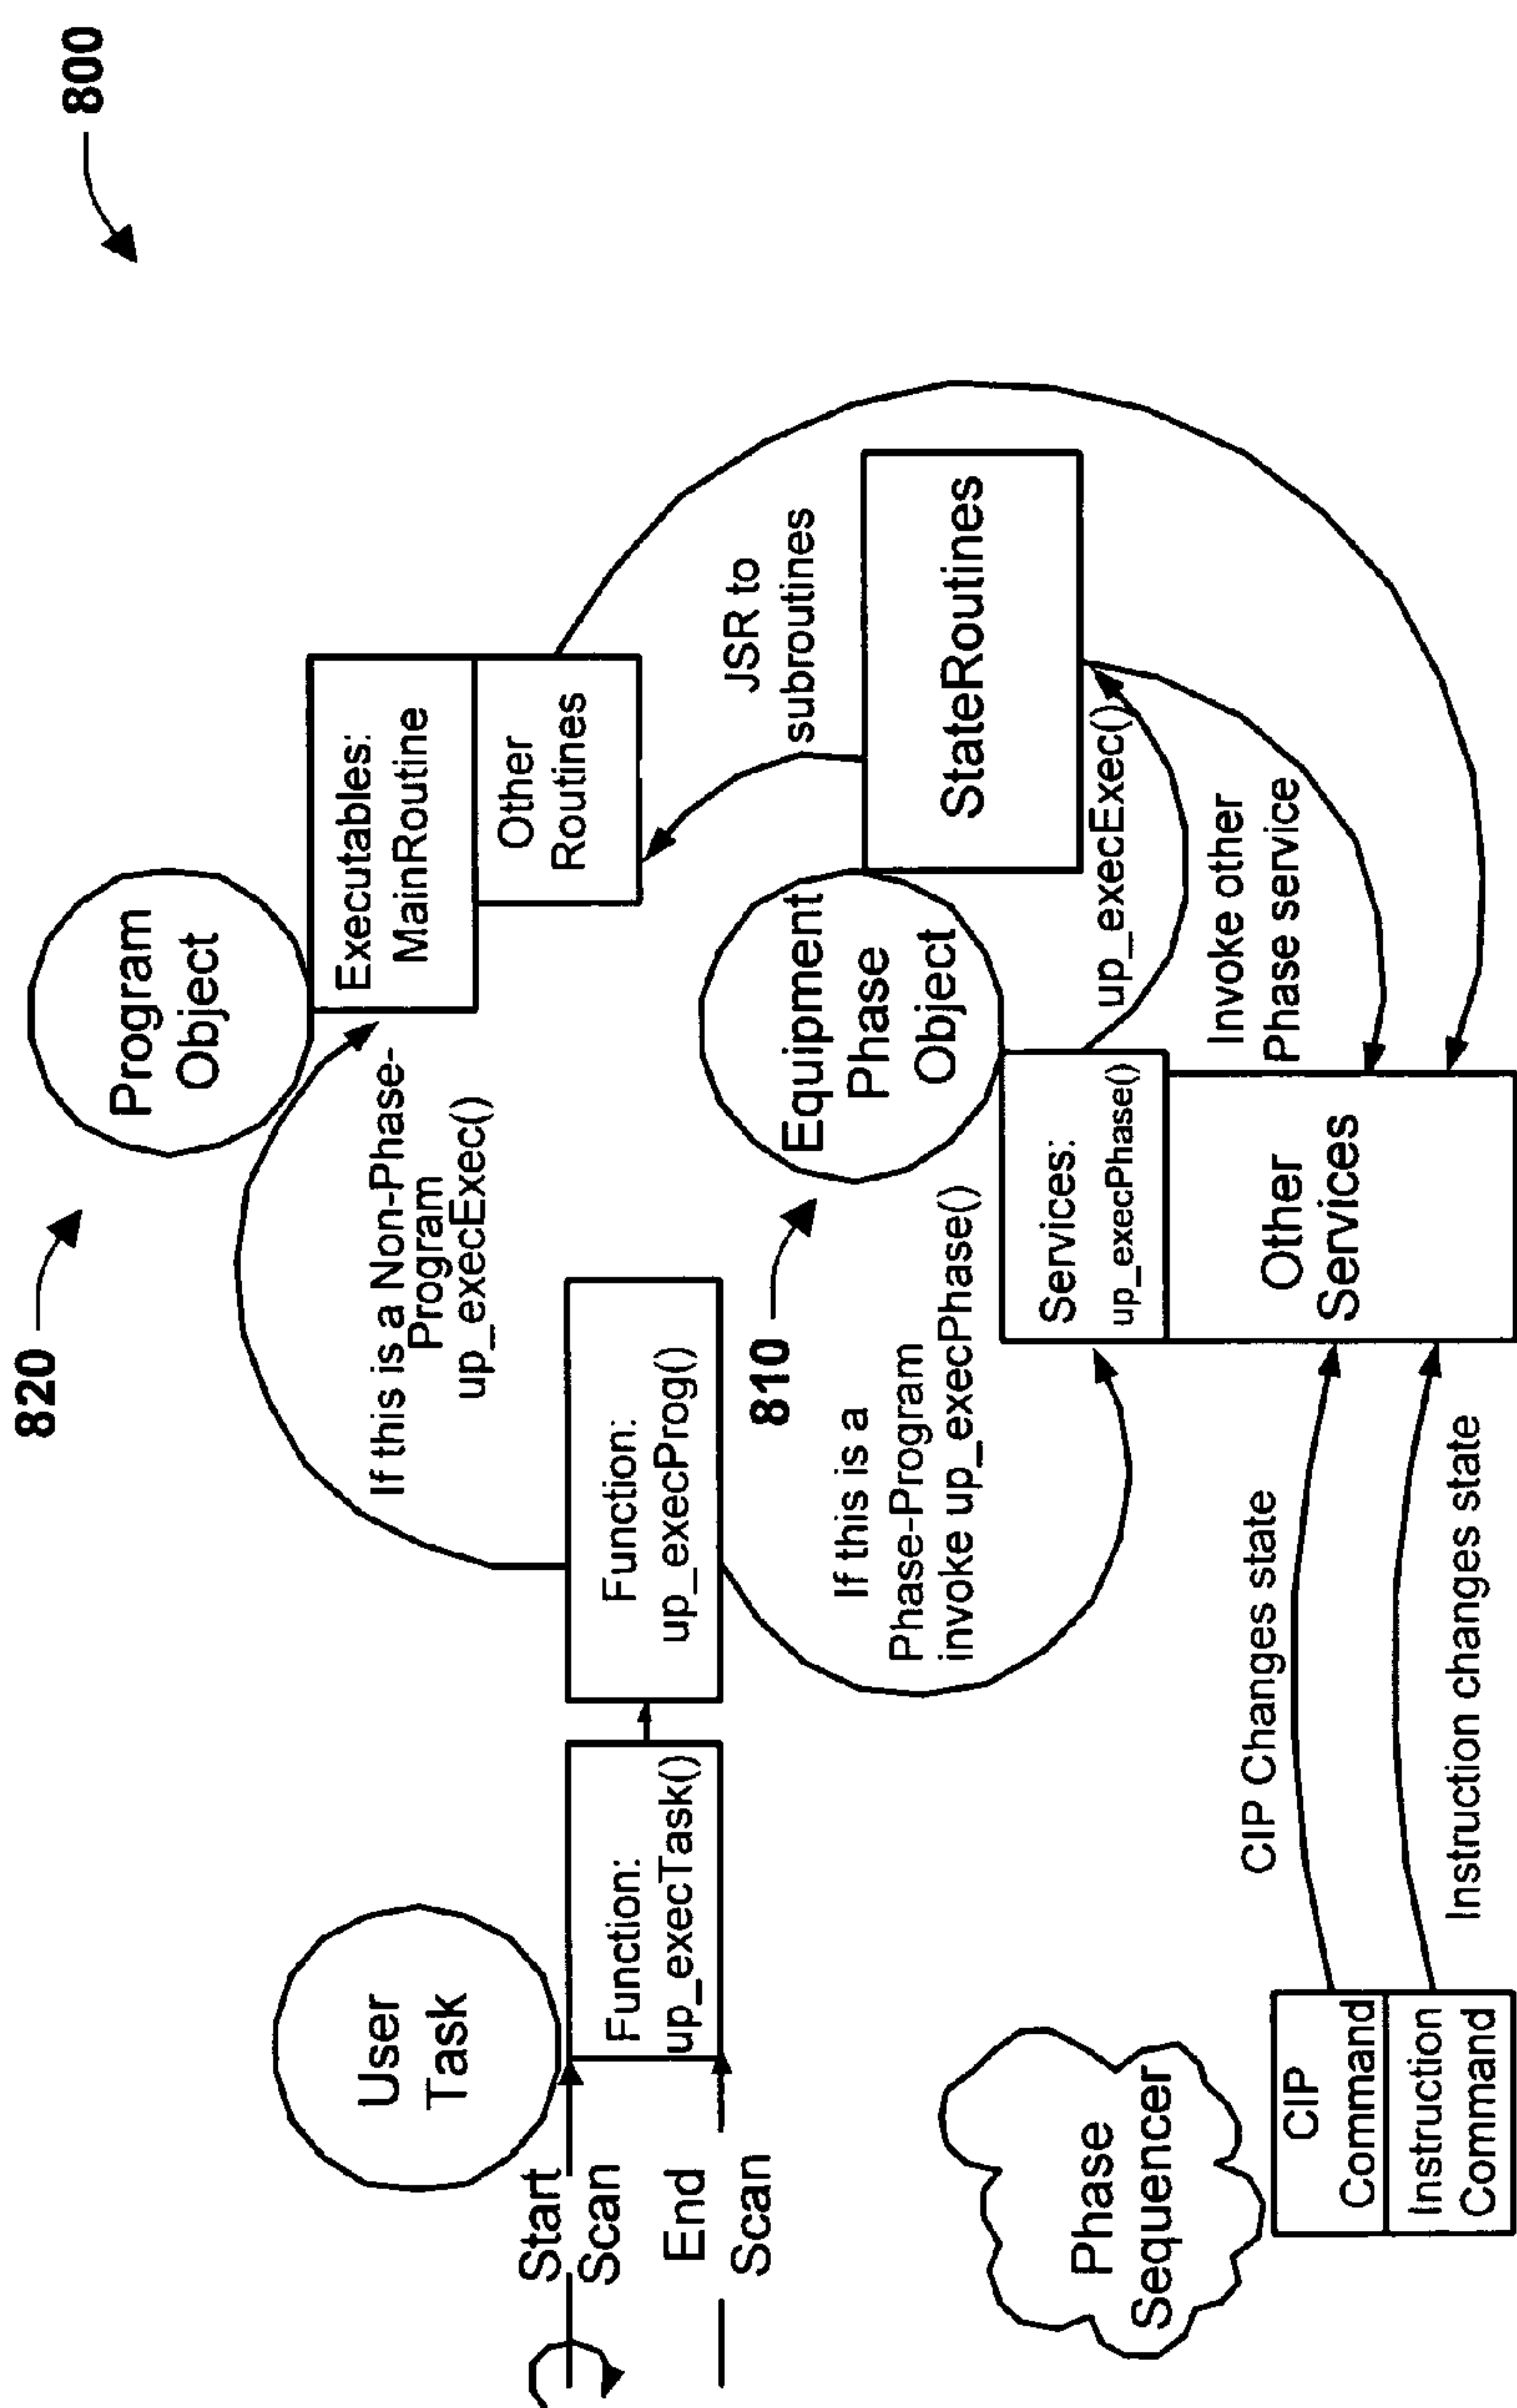 800
820
Program
Object
Executables:
MainRoutine
Other
Routines
If this is a Non-Phase-
Program
up_execExec()
User
Task
Start
Scan
End
Scan
Function:
up_execTask()
Function:
up_execProg()
JSR to
subroutines
810
Equipment
Phase
Object
StateRoutines
If this is a
Phase-Program
invoke up_execPhase()
Services:
up_execPhase()
up_execExec()
Other
Services
Invoke other
Phase service
Phase
Sequencer
CIP
Command
Instruction
Command
CIP Changes state
Instruction changes state